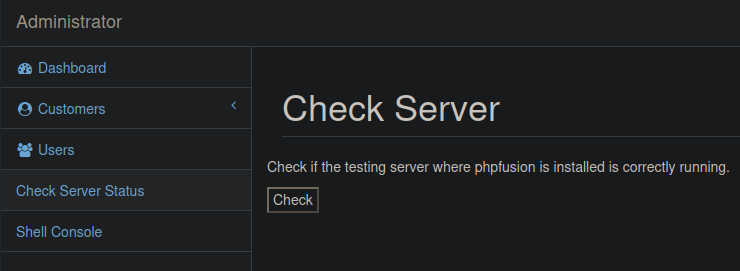 Administrator
Dashboard
Customers
Users
Check Server Status
Shell Console
Check Server
Check if the testing server where phpfusion is installed is correctly running.
Check